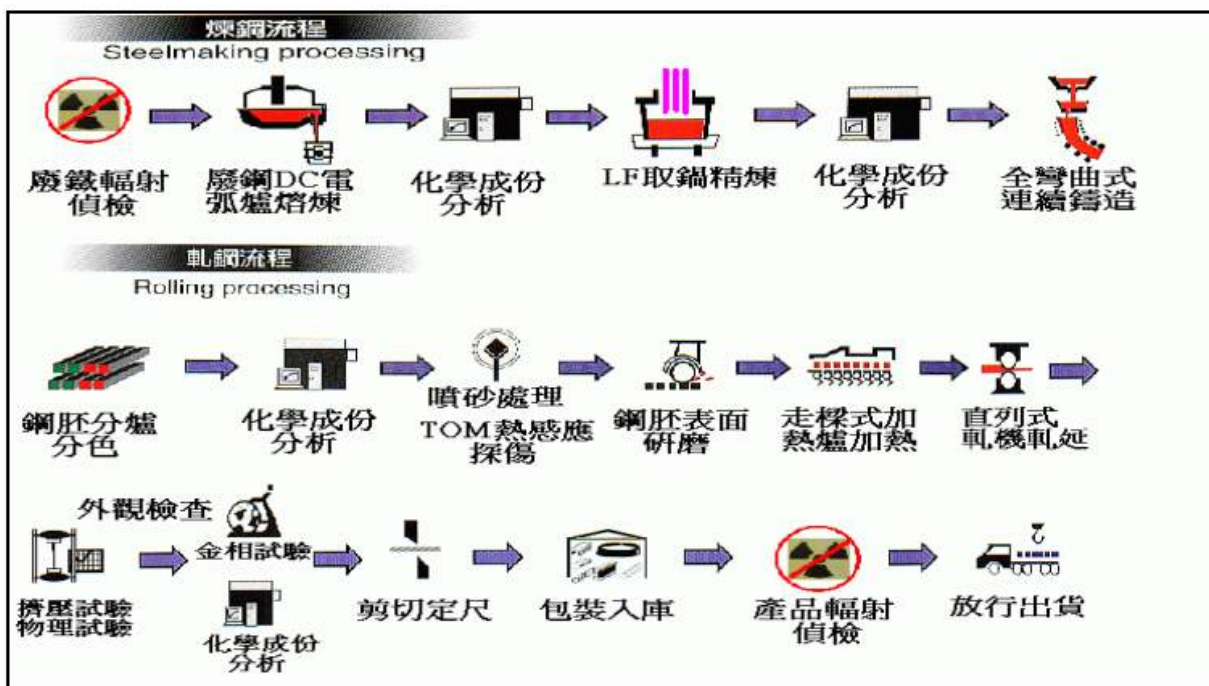 煉鋼流程
Steelmaking processing
廢鐵輻射
偵檢
廢鋼DC電
弧爐熔煉
化學成份
分析
LF取鍋精煉
化學成份
分析
全彎曲式
連續鑄造
軋鋼流程
Rolling processing
鋼胚分爐
分色
化學成份
分析
噴砂處理
TOM熱感應
探傷
鋼胚表面
研磨
走樑式加
熱爐加熱
直列式
軋機軋延
擠壓試驗
物理試驗
外觀檢查
金相試驗
化學成份
分析
剪切定尺
包裝入庫
產品輻射
偵檢
放行出貨